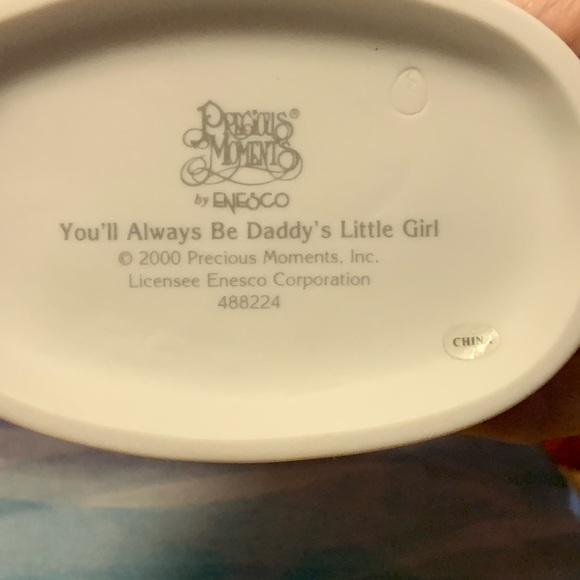 PRECIOUS®
MOMENTS
by ENESCO
You'll Always Be Daddy's Little Girl
© 2000 Precious Moments, Inc.
Licensee Enesco Corporation
488224